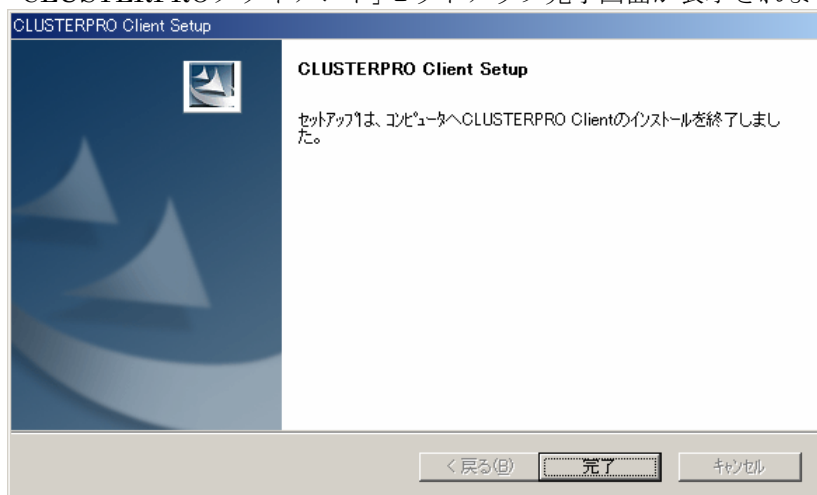 CLUSTERPRO
CLUSTERPRO Client Setup
CLUSTERPRO Client Setup
セットアップは、コンピュータへCLUSTERPRO Clientのインストールを終了しまし
た。
< 戻る(B)
完了
キャンセル